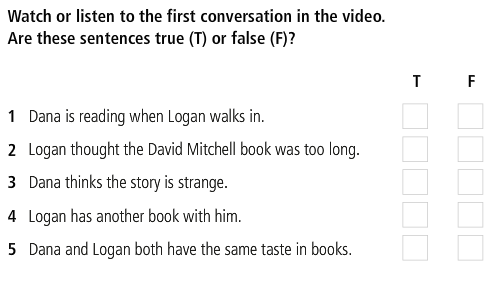 Watch or listen to the first conversation in the video.
Are these sentences true (T) or false (F)?
T F
1 Dana is reading when Logan walks in.
2 Logan thought the David Mitchell book was too long.
3 Dana thinks the story is strange.
4 Logan has another book with him.
5 Dana and Logan both have the same taste in books.